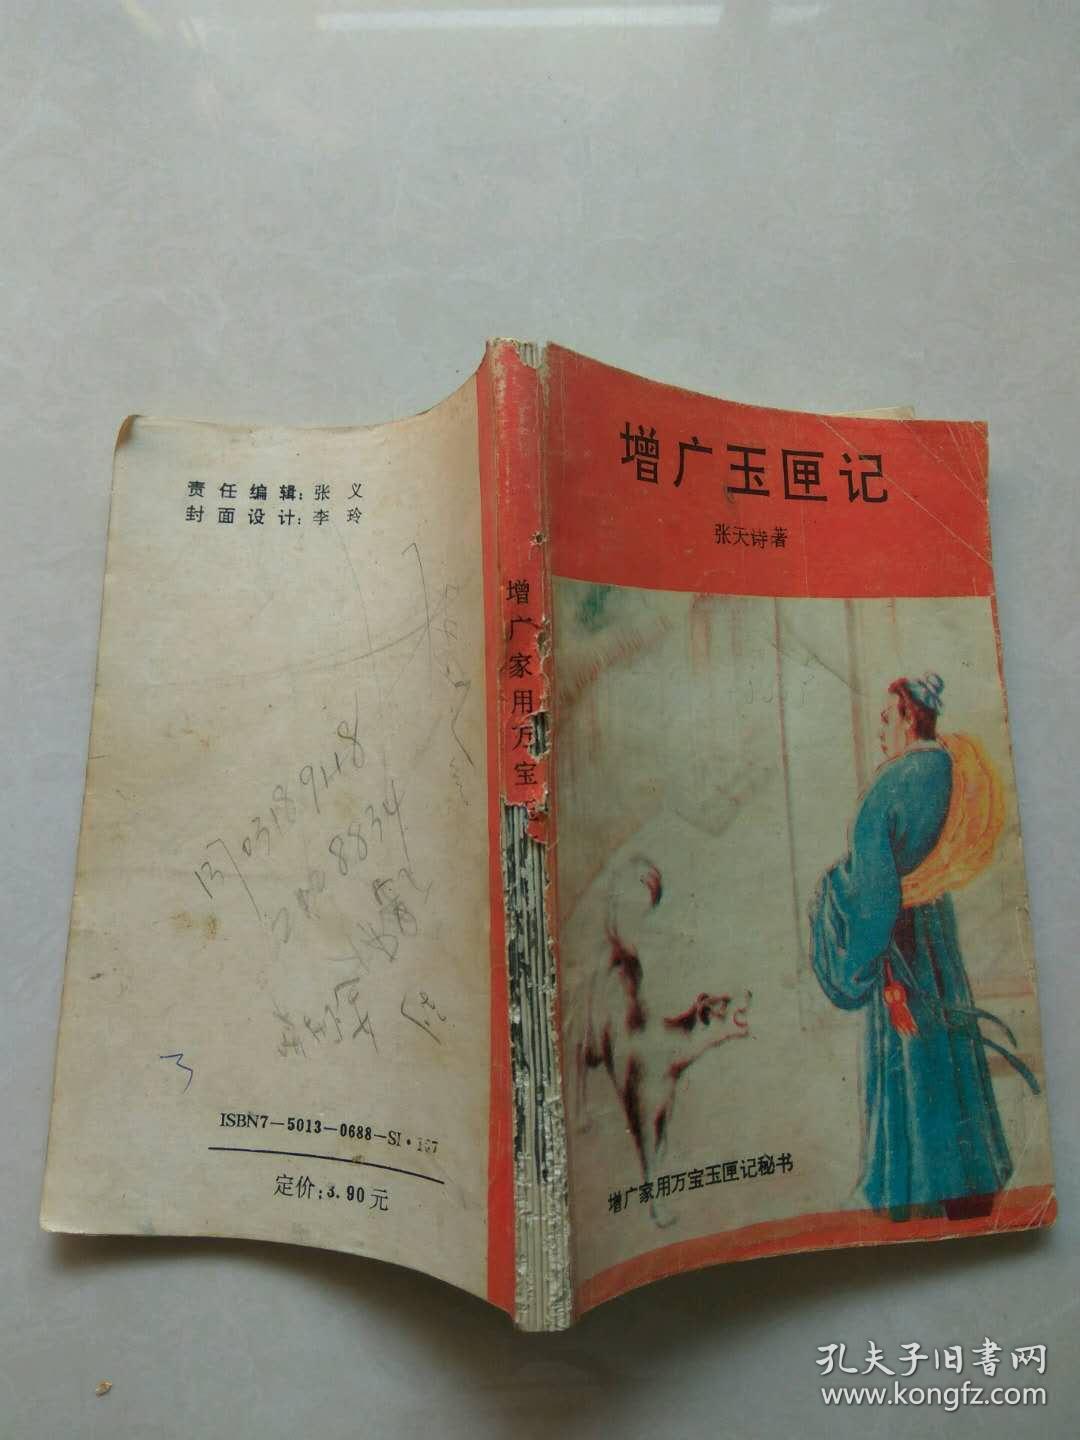 增广玉匣记
张天诗著
增广家用万宝玉匣记秘书
增广家用万宝
责任编辑：张义
封面设计：李玲
ISBN7—5013—0688—SI·167
定价：3.90元
孔夫子旧書网
www.kongfz.com